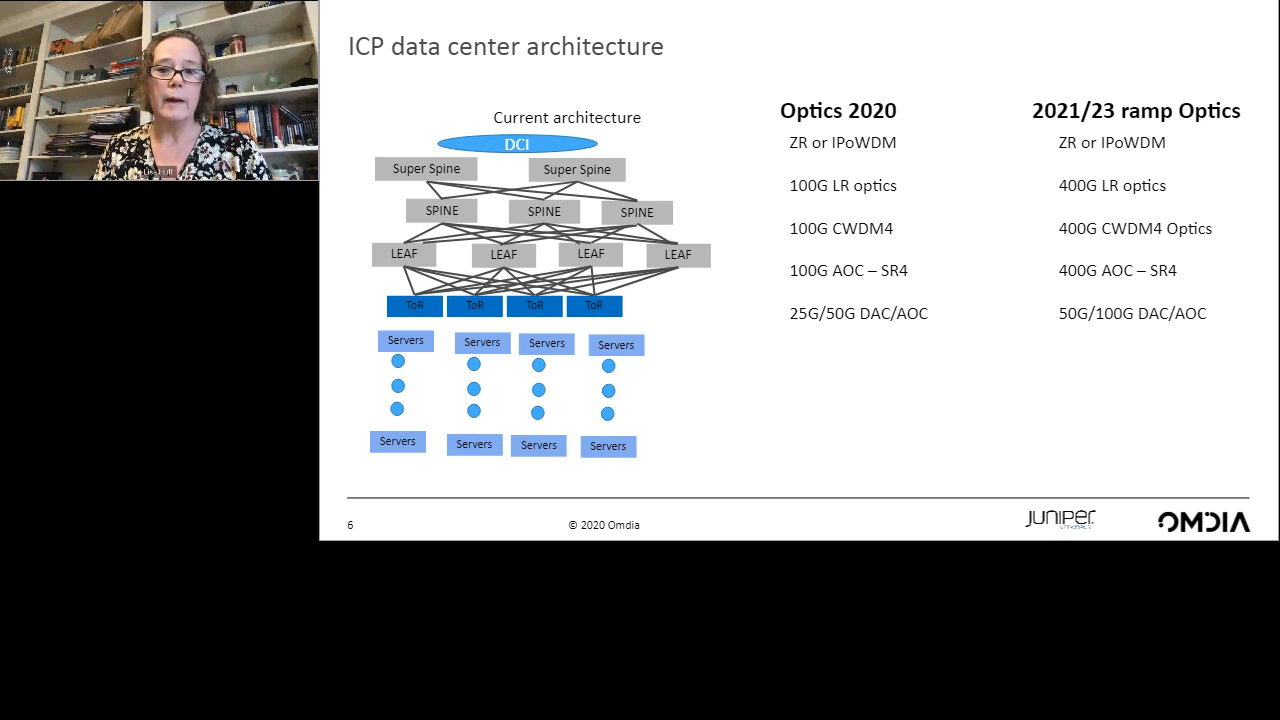 ICP data center architecture
Current architecture
DCI
Super Spine
Super Spine
SPINE
SPINE
SPINE
LEAF
LEAF
LEAF
LEAF
ToR
ToR
ToR
ToR
Servers
Servers
Servers
Servers
Servers
Servers
Servers
Servers
Optics 2020
2021/23 ramp Optics
ZR or IPoWDM
ZR or IPoWDM
100G LR optics
400G LR optics
100G CWDM4
400G CWDM4 Optics
100G AOC – SR4
400G AOC – SR4
25G/50G DAC/AOC
50G/100G DAC/AOC
6
© 2020 Omdia
JUNIPER
NETWORKS
OMDIA
Lisa Huff